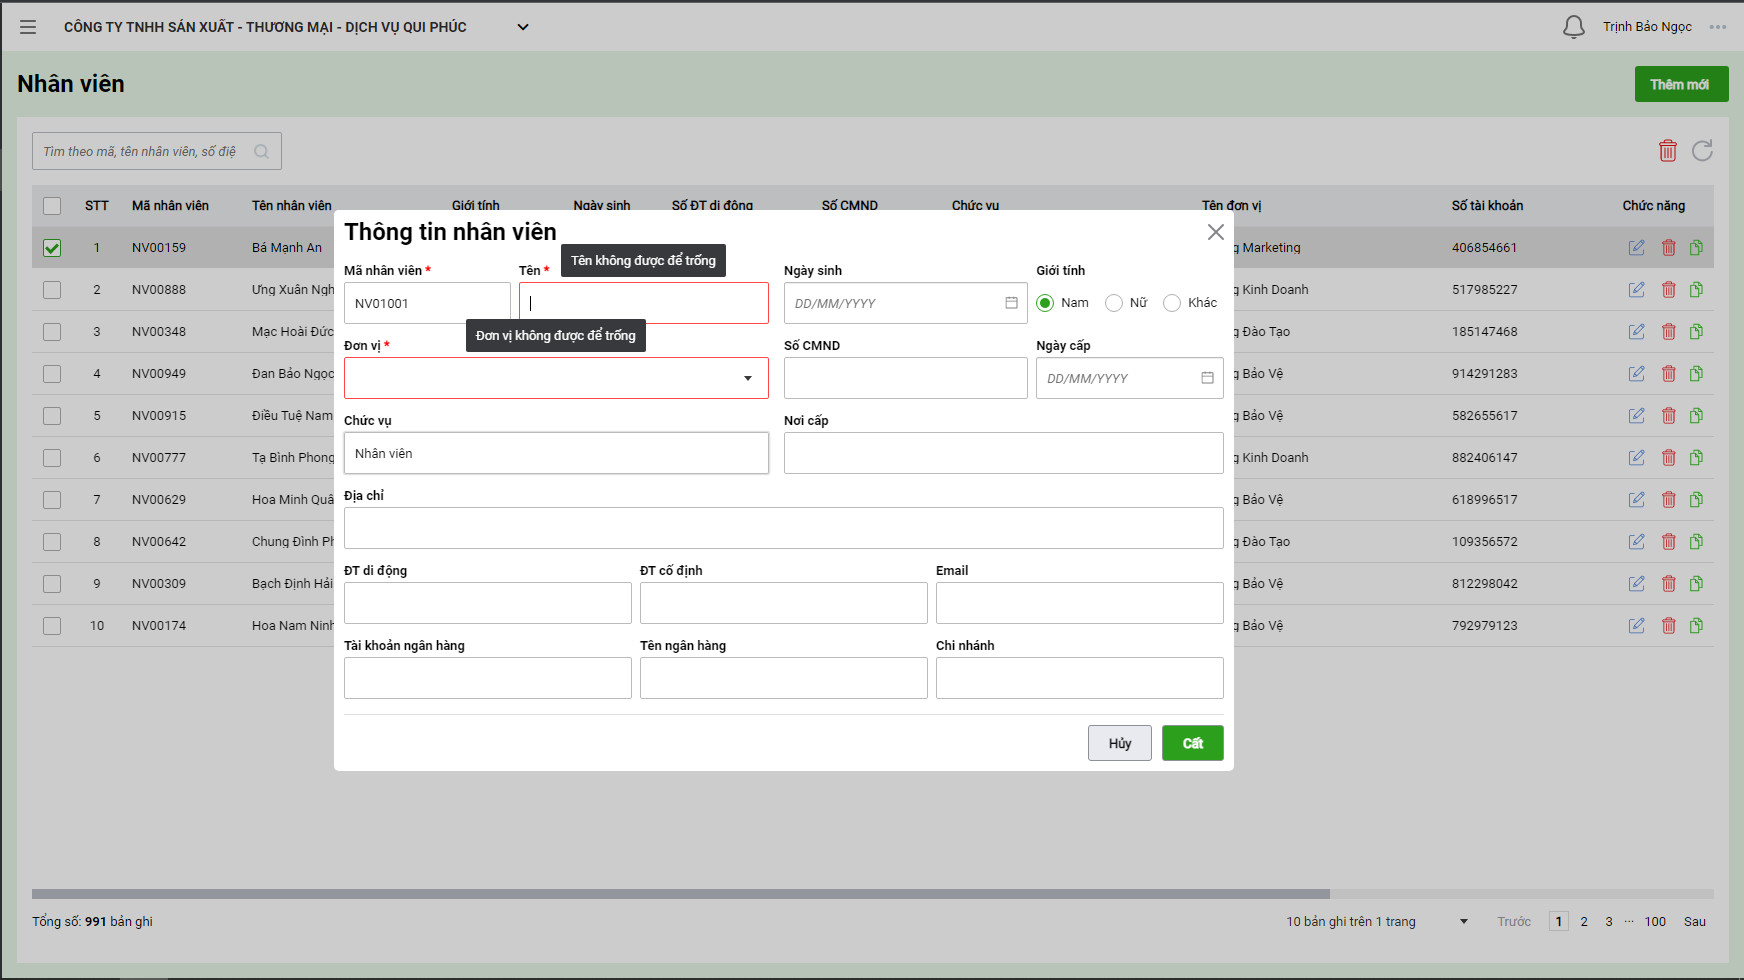 CÔNG TY TNHH SẢN XUẤT - THƯƠNG MẠI - DỊCH VỤ QUI PHÚC
Trịnh Bảo Ngọc
Nhân viên
Thêm mới
Tìm theo mã, tên nhân viên, số điệ
STT Mã nhân viên Tên nhân viên Giới tính Ngày sinh Số ĐT di động Số CMND Chức vụ Tên đơn vị Số tài khoản Chức năng
1 NV00159 Bá Mạnh An Marketing 406854661
2 NV00888 Ưng Xuân Ngh Kinh Doanh 517985227
3 NV00348 Mạc Hoài Đức Đào Tạo 185147468
4 NV00949 Đan Bảo Ngọc Bảo Vệ 914291283
5 NV00915 Điều Tuệ Nam Bảo Vệ 582655617
6 NV00777 Tạ Bình Phong Kinh Doanh 882406147
7 NV00629 Hoa Minh Quâ Bảo Vệ 618996517
8 NV00642 Chung Đình Ph Đào Tạo 109356572
9 NV00309 Bạch Định Hải Bảo Vệ 812298042
10 NV00174 Hoa Nam Ninh Bảo Vệ 792979123
Thông tin nhân viên
Tên không được để trống
Mã nhân viên * Tên * Ngày sinh Giới tính
NV01001 DD/MM/YYYY Nam Nữ Khác
Đơn vị không được để trống
Đơn vị * Số CMND Ngày cấp
DD/MM/YYYY
Chức vụ Nơi cấp
Nhân viên
Địa chỉ
ĐT di động ĐT cố định Email
Tài khoản ngân hàng Tên ngân hàng Chi nhánh
Hủy Cất
Tổng số: 991 bản ghi 10 bản ghi trên 1 trang Trước 1 2 3 ... 100 Sau